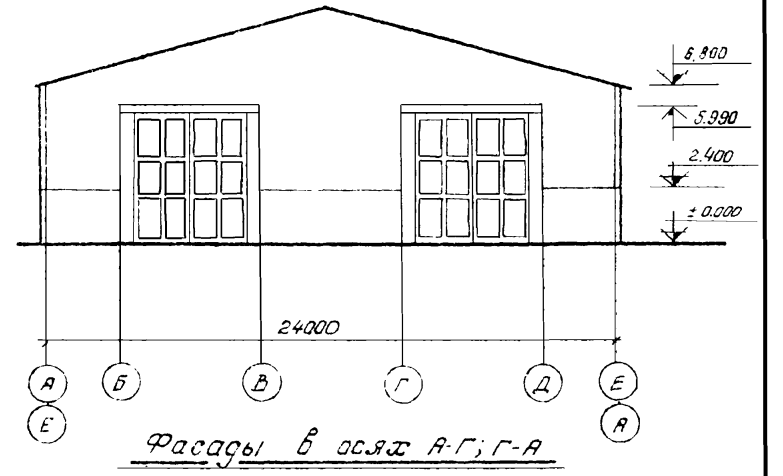 6.800
5.990
2.400
± 0.000
24000
А Б В Г Д Е
Е А
Фасады в осях А-Г; Г-А